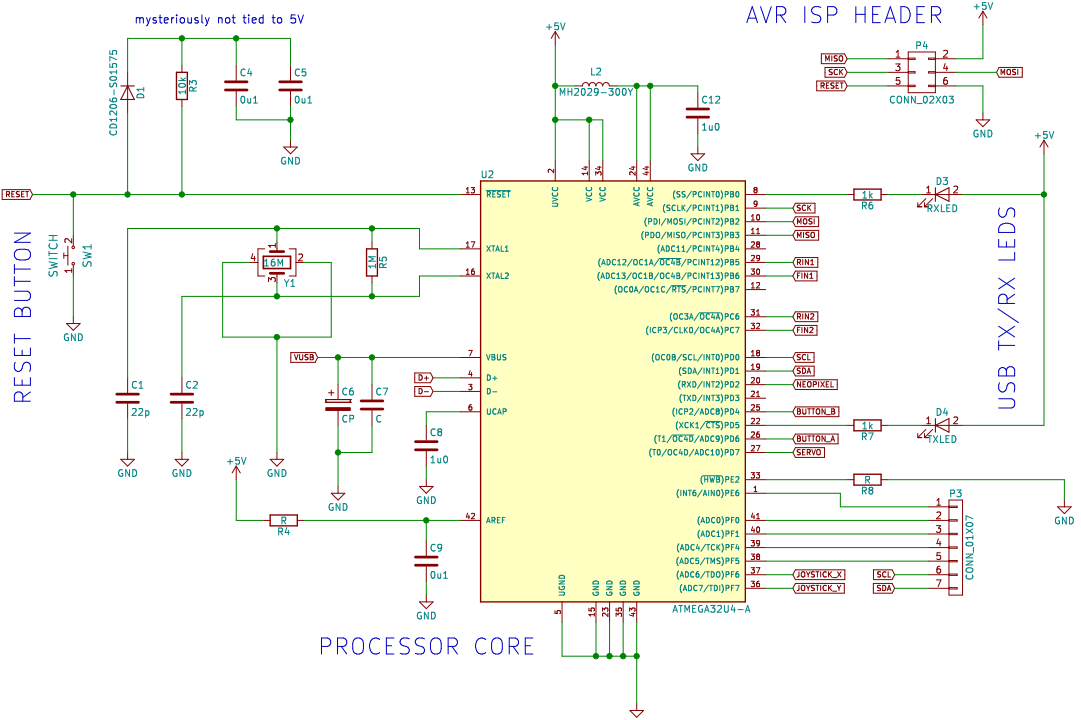 mysteriously not tied to 5V
AVR ISP HEADER
+5V
P4
MISO 1 2
SCK 3 4 MOSI
RESET 5 6
CONN_02X03
GND
CD1206-S01575
D1
10k
R3
C4
0u1
C5
0u1
GND
+5V
L2
MH2029-300Y
C12
1u0
GND
+5V
RESET
RESET BUTTON
SWITCH
SW1
1 2
GND
16M
1 2 3 4
Y1
1M
R5
C1
22p
GND
C2
22p
GND
GND
VUSB
D+
D-
C6
+
CP
C7
C
GND
C8
1u0
GND
+5V
R
R4
C9
0u1
GND
U2
2 14 34 24 44
UVCC VCC VCC AVCC AVCC
13 RESET
17 XTAL1
16 XTAL2
7 VBUS
4 D+
3 D-
6 UCAP
42 AREF
(SS/PCINT0)PB0 8
(SCLK/PCINT1)PB1 9 SCK
(PDI/MOSI/PCINT2)PB2 10 MOSI
(PDO/MISO/PCINT3)PB3 11 MISO
(ADC11/PCINT4)PB4 28
(ADC12/OC1A/OC4B/PCINT12)PB5 29 RIN1
(ADC13/OC1B/OC4B/PCINT13)PB6 30 FIN1
(OC0A/OC1C/RTS/PCINT7)PB7 12
(OC3A/OC4A)PC6 31 RIN2
(ICP3/CLK0/OC4A)PC7 32 FIN2
(OC0B/SCL/INT0)PD0 18 SCL
(SDA/INT1)PD1 19 SDA
(RXD/INT2)PD2 20 NEOPIXEL
(TXD/INT3)PD3 21
(ICP2/ADC8)PD4 25 BUTTON_B
(XCK1/CTS)PD5 22
(T1/OC4D/ADC9)PD6 26 BUTTON_A
(T0/OC4D/ADC10)PD7 27 SERVO
(HWB)PE2 33
(INT6/AIN0)PE6 1
(ADC0)PF0 41
(ADC1)PF1 40
(ADC4/TCK)PF4 39
(ADC5/TMS)PF5 38
(ADC6/TDO)PF6 37 JOYSTICK_X
(ADC7/TDI)PF7 36 JOYSTICK_Y
UGND GND GND GND GND
5 15 23 35 43
ATMEGA32U4-A
1k
R6
1 D3 2
RXLED
USB TX/RX LEDS
1k
R7
1 D4 2
TXLED
R
R8
GND
P3
1
2
3
4
5
SCL 6
SDA 7
CONN_01X07
PROCESSOR CORE